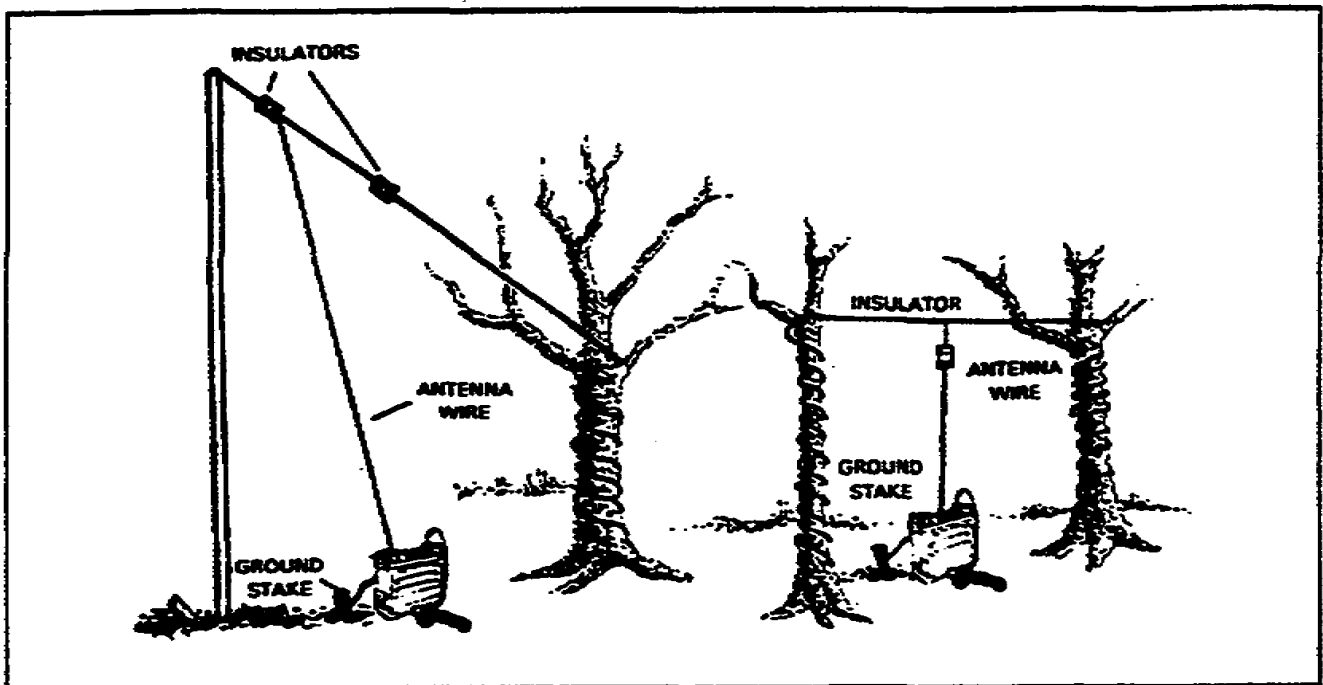 INSULATORS
INSULATOR
ANTENNA
WIRE
ANTENNA
WIRE
GROUND
STAKE
GROUND
STAKE